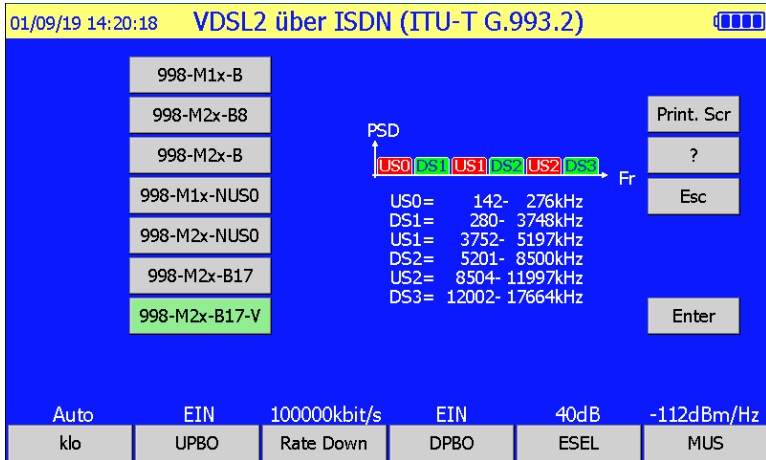 01/09/19 14:20:18 VDSL2 über ISDN (ITU-T G.993.2)
998-M1x-B
998-M2x-B8
998-M2x-B
998-M1x-NUS0
998-M2x-NUS0
998-M2x-B17
998-M2x-B17-V
PSD
US0 DS1 US1 DS2 US2 DS3
Fr
US0= 142- 276kHz
DS1= 280- 3748kHz
US1= 3752- 5197kHz
DS2= 5201- 8500kHz
US2= 8504- 11997kHz
DS3= 12002- 17664kHz
Print. Scr
?
Esc
Enter
Auto EIN 100000kbit/s EIN 40dB -112dBm/Hz
klo UPBO Rate Down DPBO ESEL MUS